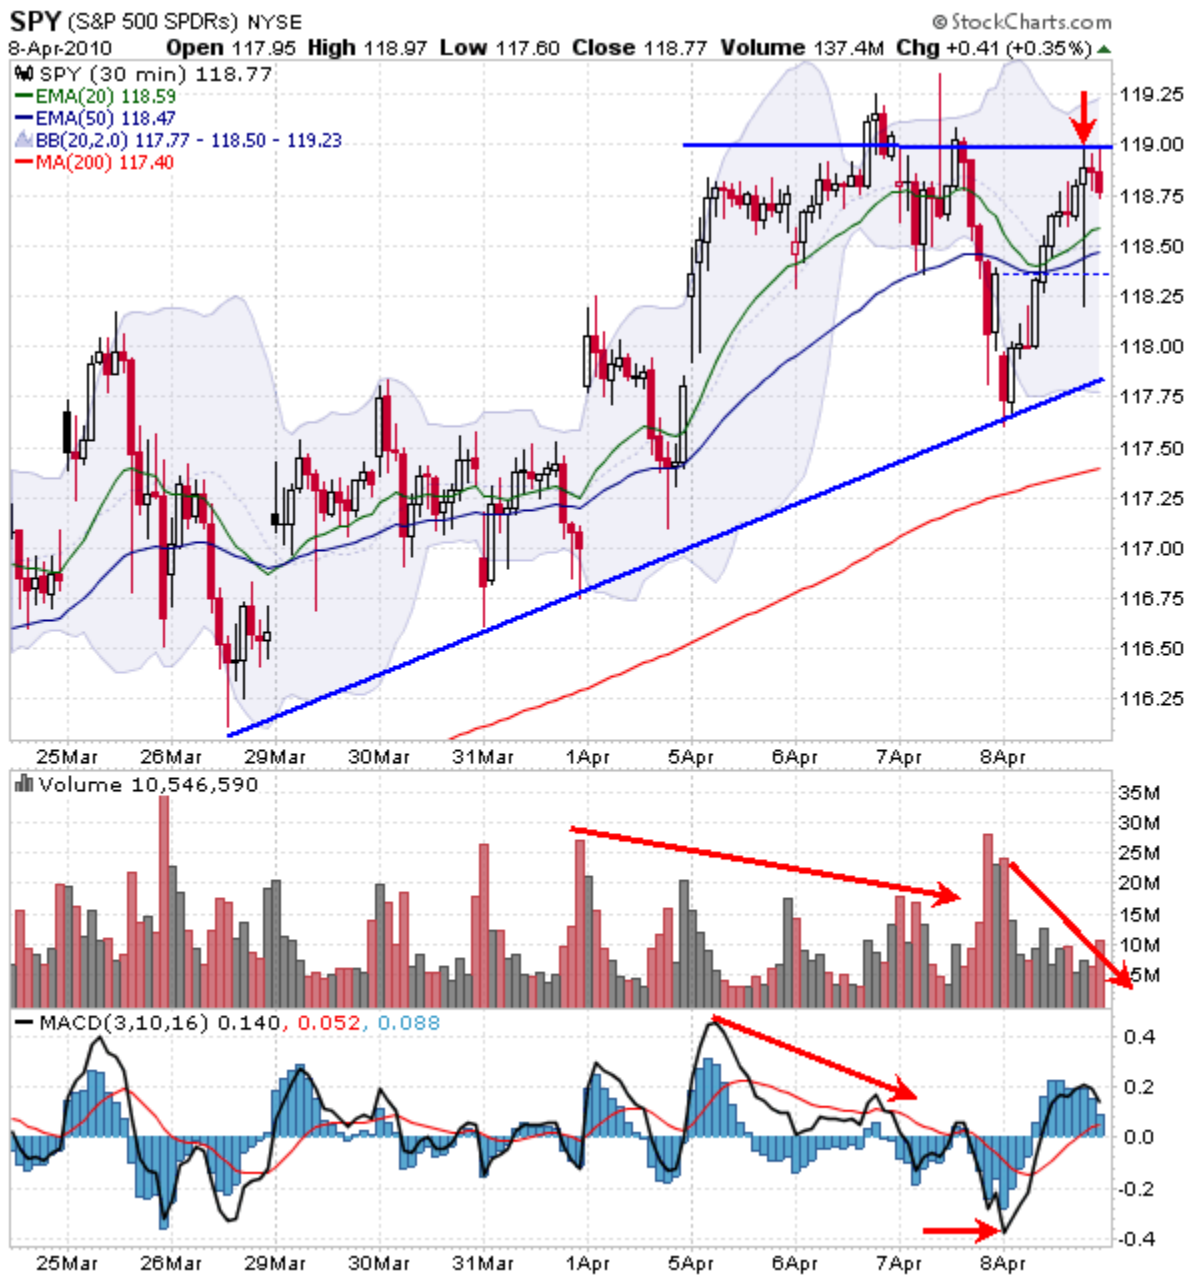 SPY (S&P 500 SPDRs) NYSE © StockCharts.com
8-Apr-2010 Open 117.95 High 118.97 Low 117.60 Close 118.77 Volume 137.4M Chg +0.41 (+0.35%)
SPY (30 min) 118.77
EMA(20) 118.59
EMA(50) 118.47
BB(20,2.0) 117.77 - 118.50 - 119.23
MA(200) 117.40
119.25
119.00
118.75
118.50
118.25
118.00
117.75
117.50
117.25
117.00
116.75
116.50
116.25
25Mar 26Mar 29Mar 30Mar 31Mar 1Apr 5Apr 6Apr 7Apr 8Apr
Volume 10,546,590
35M
30M
25M
20M
15M
10M
5M
MACD(3,10,16) 0.140, 0.052, 0.088
0.4
0.2
0.0
-0.2
-0.4
25Mar 26Mar 29Mar 30Mar 31Mar 1Apr 5Apr 6Apr 7Apr 8Apr